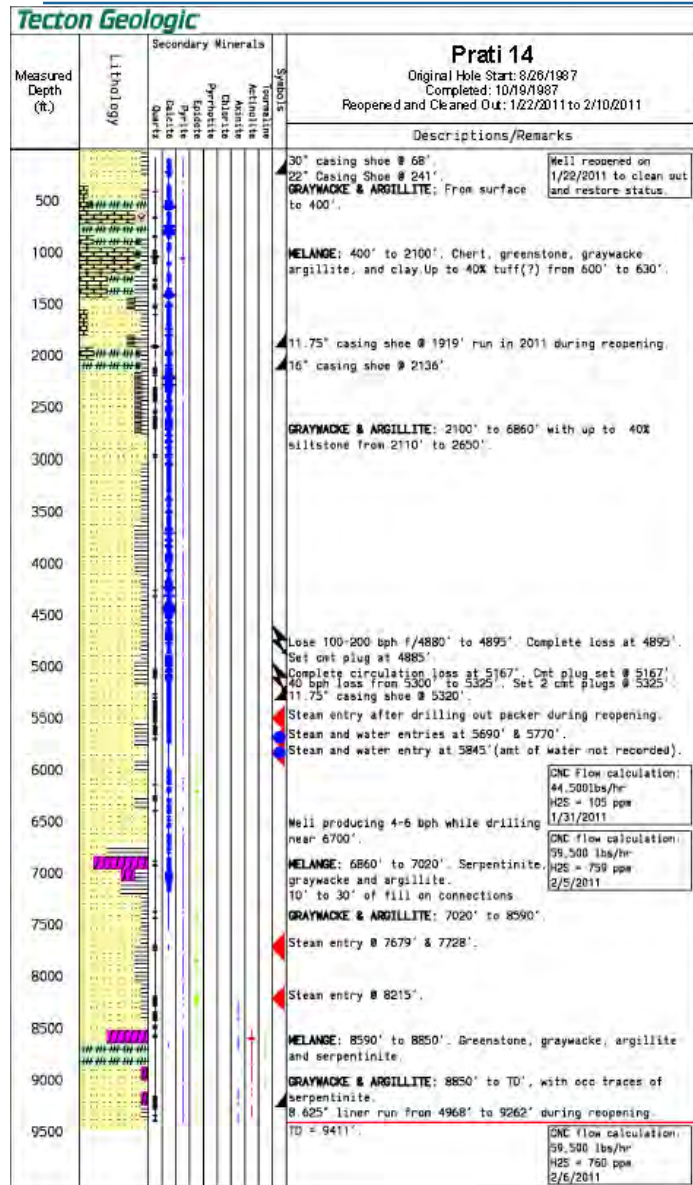 Tecton Geologic
Measured
Depth
(ft.)
Lithology
Secondary Minerals
Quartz
Calcite
Pyrite
Epidote
Pyrrhotite
Chlorite
Axinite
Actinolite
Tourmaline
Symbols
Prati 14
Original Hole Start: 8/26/1987
Completed: 10/19/1987
Reopened and Cleaned Out: 1/22/2011 to 2/10/2011
Descriptions/Remarks
30" casing shoe @ 68'.
22" Casing Shoe @ 241'.
GRAYWACKE & ARGILLITE: From surface
to 400'.
Well reopened on
1/22/2011 to clean out
and restore status.
500
1000
MELANGE: 400' to 2100'. Chert, greenstone, graywacke
argillite, and clay.Up to 40% tuff(?) from 600' to 630'.
1500
11.75" casing shoe @ 1919' run in 2011 during reopening.
2000
16" casing shoe @ 2136'.
2500
GRAYWACKE & ARGILLITE: 2100' to 6860' with up to 40%
siltstone from 2110' to 2650'.
3000
3500
4000
4500
Lose 100-200 bph f/4880' to 4895'. Complete loss at 4895'.
Set cmt plug at 4885'.
5000
Complete circulation loss at 5167'. Cmt plug set @ 5167'.
40 bph loss from 5300' to 5325'. Set 2 cmt plugs @ 5325'.
11.75" casing shoe @ 5320'.
5500
Steam entry after drilling out packer during reopening.
Steam and water entries at 5690' & 5770'.
Steam and water entry at 5845'(amt of water not recorded).
6000
CNC Flow calculation:
44,500lbs/hr
H2S = 105 ppm
1/31/2011
6500
Well producing 4-6 bph while drilling
near 6700'.
CNC flow calculation:
59,500 lbs/hr
H2S = 759 ppm
2/5/2011
7000
MELANGE: 6860' to 7020'. Serpentinite,
graywacke and argillite.
10' to 30' of fill on connections
GRAYWACKE & ARGILLITE: 7020' to 8590'.
7500
Steam entry @ 7679' & 7728'.
8000
Steam entry @ 8215'.
8500
MELANGE: 8590' to 8850'. Greenstone, graywacke, argillite
and serpentinite.
9000
GRAYWACKE & ARGILLITE: 8850' to TD', with occ traces of
serpentinite.
8.625" liner run from 4968' to 9262' during reopening.
9500
TD = 9411'.
CNC flow calculation:
59,500 lbs/hr
H2S = 760 ppm
2/6/2011